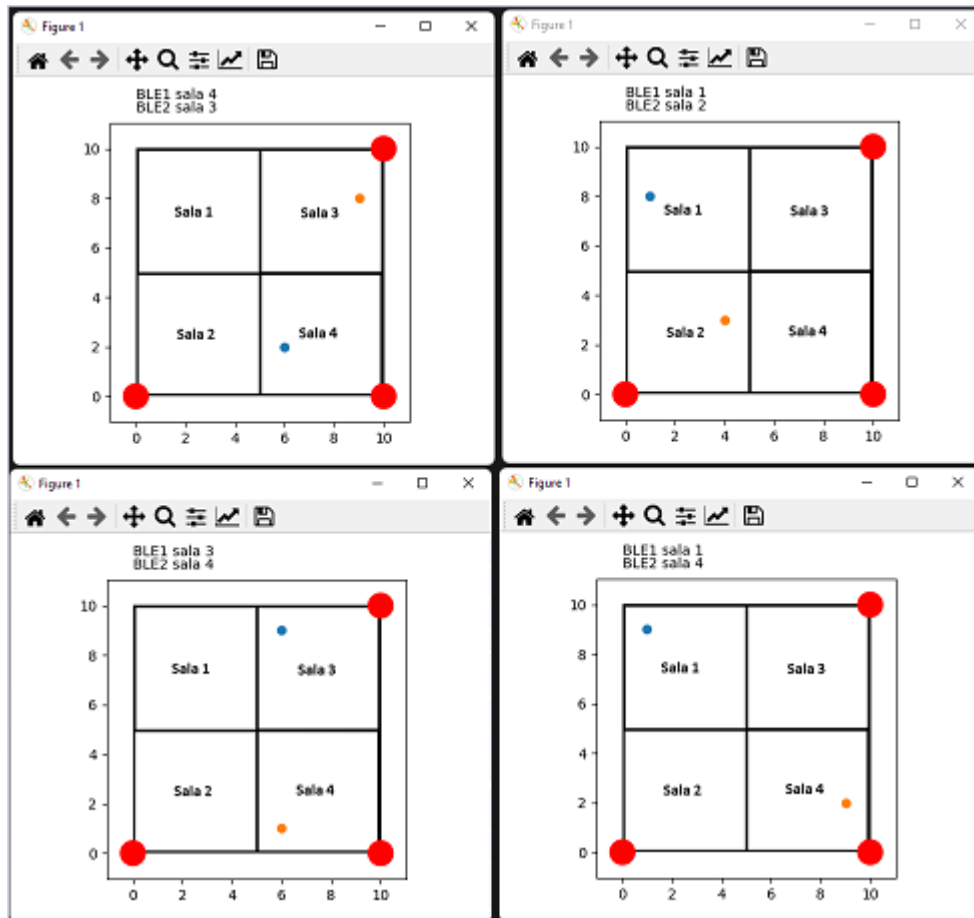 Figure 1
BLE1 sala 4
BLE2 sala 3
10
8
6
4
2
0
Sala 1
Sala 3
Sala 2
Sala 4
0 2 4 6 8 10
Figure 1
BLE1 sala 1
BLE2 sala 2
10
8
6
4
2
0
Sala 1
Sala 3
Sala 2
Sala 4
0 2 4 6 8 10
Figure 1
BLE1 sala 3
BLE2 sala 4
10
8
6
4
2
0
Sala 1
Sala 3
Sala 2
Sala 4
0 2 4 6 8 10
Figure 1
BLE1 sala 1
BLE2 sala 4
10
8
6
4
2
0
Sala 1
Sala 3
Sala 2
Sala 4
0 2 4 6 8 10